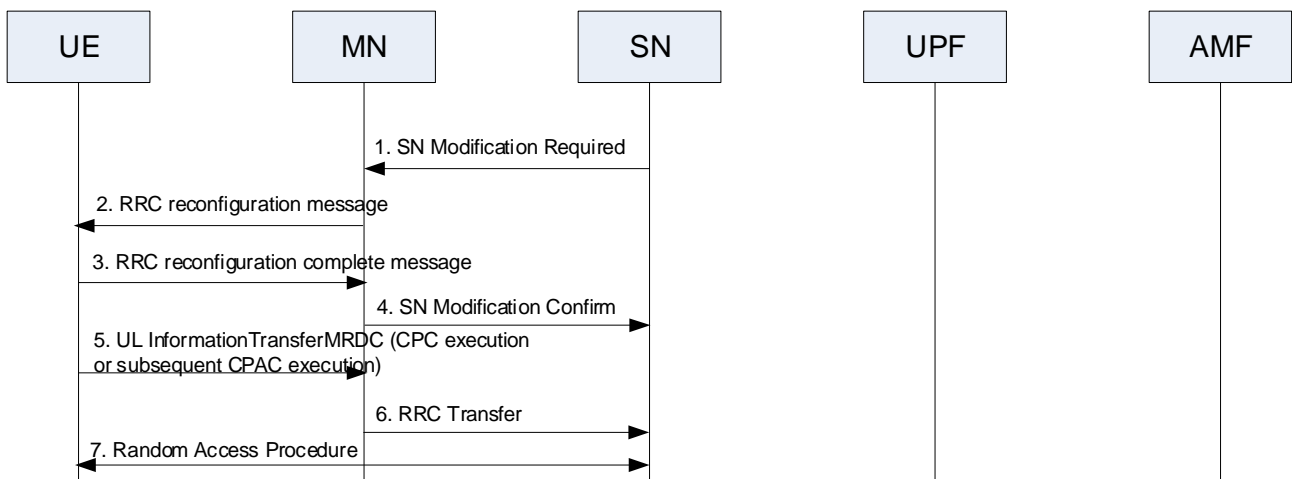 UE
MN
SN
UPF
AMF
1. SN Modification Required
2. RRC reconfiguration message
3. RRC reconfiguration complete message
4. SN Modification Confirm
5. UL InformationTransferMRDC (CPC execution
or subsequent CPAC execution)
6. RRC Transfer
7. Random Access Procedure